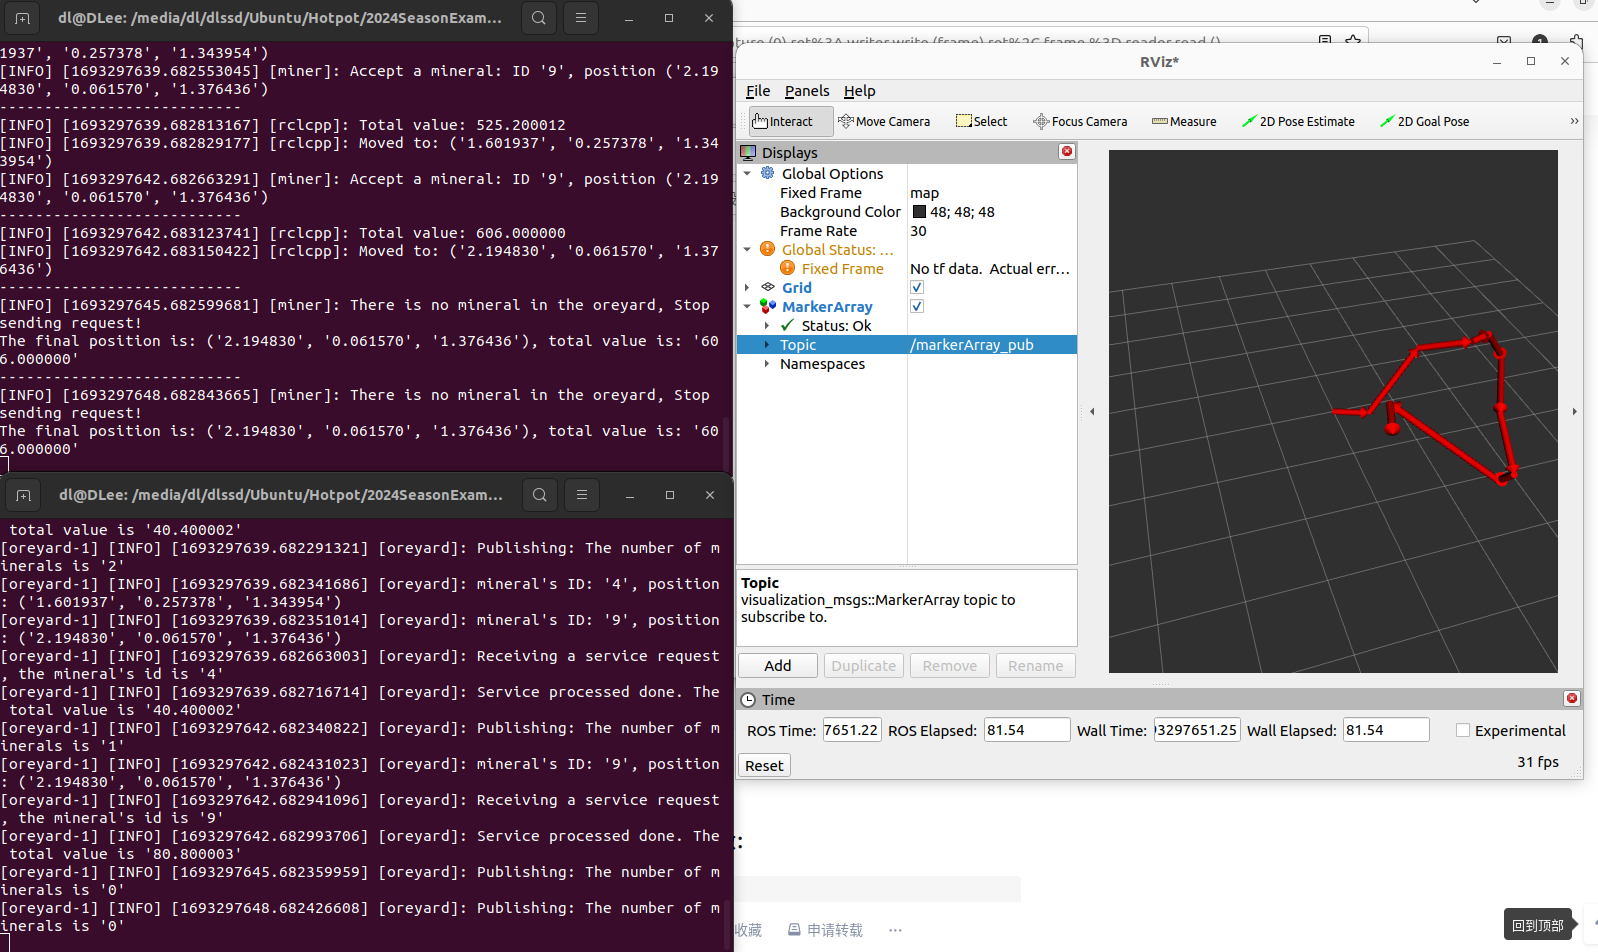 dl@DLee: /media/dl/dlssd/Ubuntu/Hotpot/2024SeasonExam...
1937', '0.257378', '1.343954')
[INFO] [1693297639.682553045] [miner]: Accept a mineral: ID '9', position ('2.19
4830', '0.061570', '1.376436')
---------------------------
[INFO] [1693297639.682813167] [rclcpp]: Total value: 525.200012
[INFO] [1693297639.682829177] [rclcpp]: Moved to: ('1.601937', '0.257378', '1.34
3954')
[INFO] [1693297642.682663291] [miner]: Accept a mineral: ID '9', position ('2.19
4830', '0.061570', '1.376436')
---------------------------
[INFO] [1693297642.683123741] [rclcpp]: Total value: 606.000000
[INFO] [1693297642.683150422] [rclcpp]: Moved to: ('2.194830', '0.061570', '1.37
6436')
---------------------------
[INFO] [1693297645.682599681] [miner]: There is no mineral in the oreyard, Stop
sending request!
The final position is: ('2.194830', '0.061570', '1.376436'), total value is: '60
6.000000'
---------------------------
[INFO] [1693297648.682843665] [miner]: There is no mineral in the oreyard, Stop
sending request!
The final position is: ('2.194830', '0.061570', '1.376436'), total value is: '60
6.000000'
dl@DLee: /media/dl/dlssd/Ubuntu/Hotpot/2024SeasonExam...
total value is '40.400002'
[oreyard-1] [INFO] [1693297639.682291321] [oreyard]: Publishing: The number of m
inerals is '2'
[oreyard-1] [INFO] [1693297639.682341686] [oreyard]: mineral's ID: '4', position
: ('1.601937', '0.257378', '1.343954')
[oreyard-1] [INFO] [1693297639.682351014] [oreyard]: mineral's ID: '9', position
: ('2.194830', '0.061570', '1.376436')
[oreyard-1] [INFO] [1693297639.682663003] [oreyard]: Receiving a service request
, the mineral's id is '4'
[oreyard-1] [INFO] [1693297639.682716714] [oreyard]: Service processed done. The
total value is '40.400002'
[oreyard-1] [INFO] [1693297642.682340822] [oreyard]: Publishing: The number of m
inerals is '1'
[oreyard-1] [INFO] [1693297642.682431023] [oreyard]: mineral's ID: '9', position
: ('2.194830', '0.061570', '1.376436')
[oreyard-1] [INFO] [1693297642.682941096] [oreyard]: Receiving a service request
, the mineral's id is '9'
[oreyard-1] [INFO] [1693297642.682993706] [oreyard]: Service processed done. The
total value is '80.800003'
[oreyard-1] [INFO] [1693297645.682359959] [oreyard]: Publishing: The number of m
inerals is '0'
[oreyard-1] [INFO] [1693297648.682426608] [oreyard]: Publishing: The number of m
inerals is '0'
RViz*
File Panels Help
Interact Move Camera Select Focus Camera Measure 2D Pose Estimate 2D Goal Pose »
Displays
Global Options
Fixed Frame map
Background Color 48; 48; 48
Frame Rate 30
Global Status: ...
Fixed Frame No tf data. Actual err...
Grid
MarkerArray
Status: Ok
Topic /markerArray_pub
Namespaces
Topic
visualization_msgs::MarkerArray topic to
subscribe to.
Add Duplicate Remove Rename
Time
ROS Time: 7651.22 ROS Elapsed: 81.54 Wall Time: 3297651.25 Wall Elapsed: 81.54 Experimental
Reset 31 fps
收藏 申请转载 ···
回到顶部